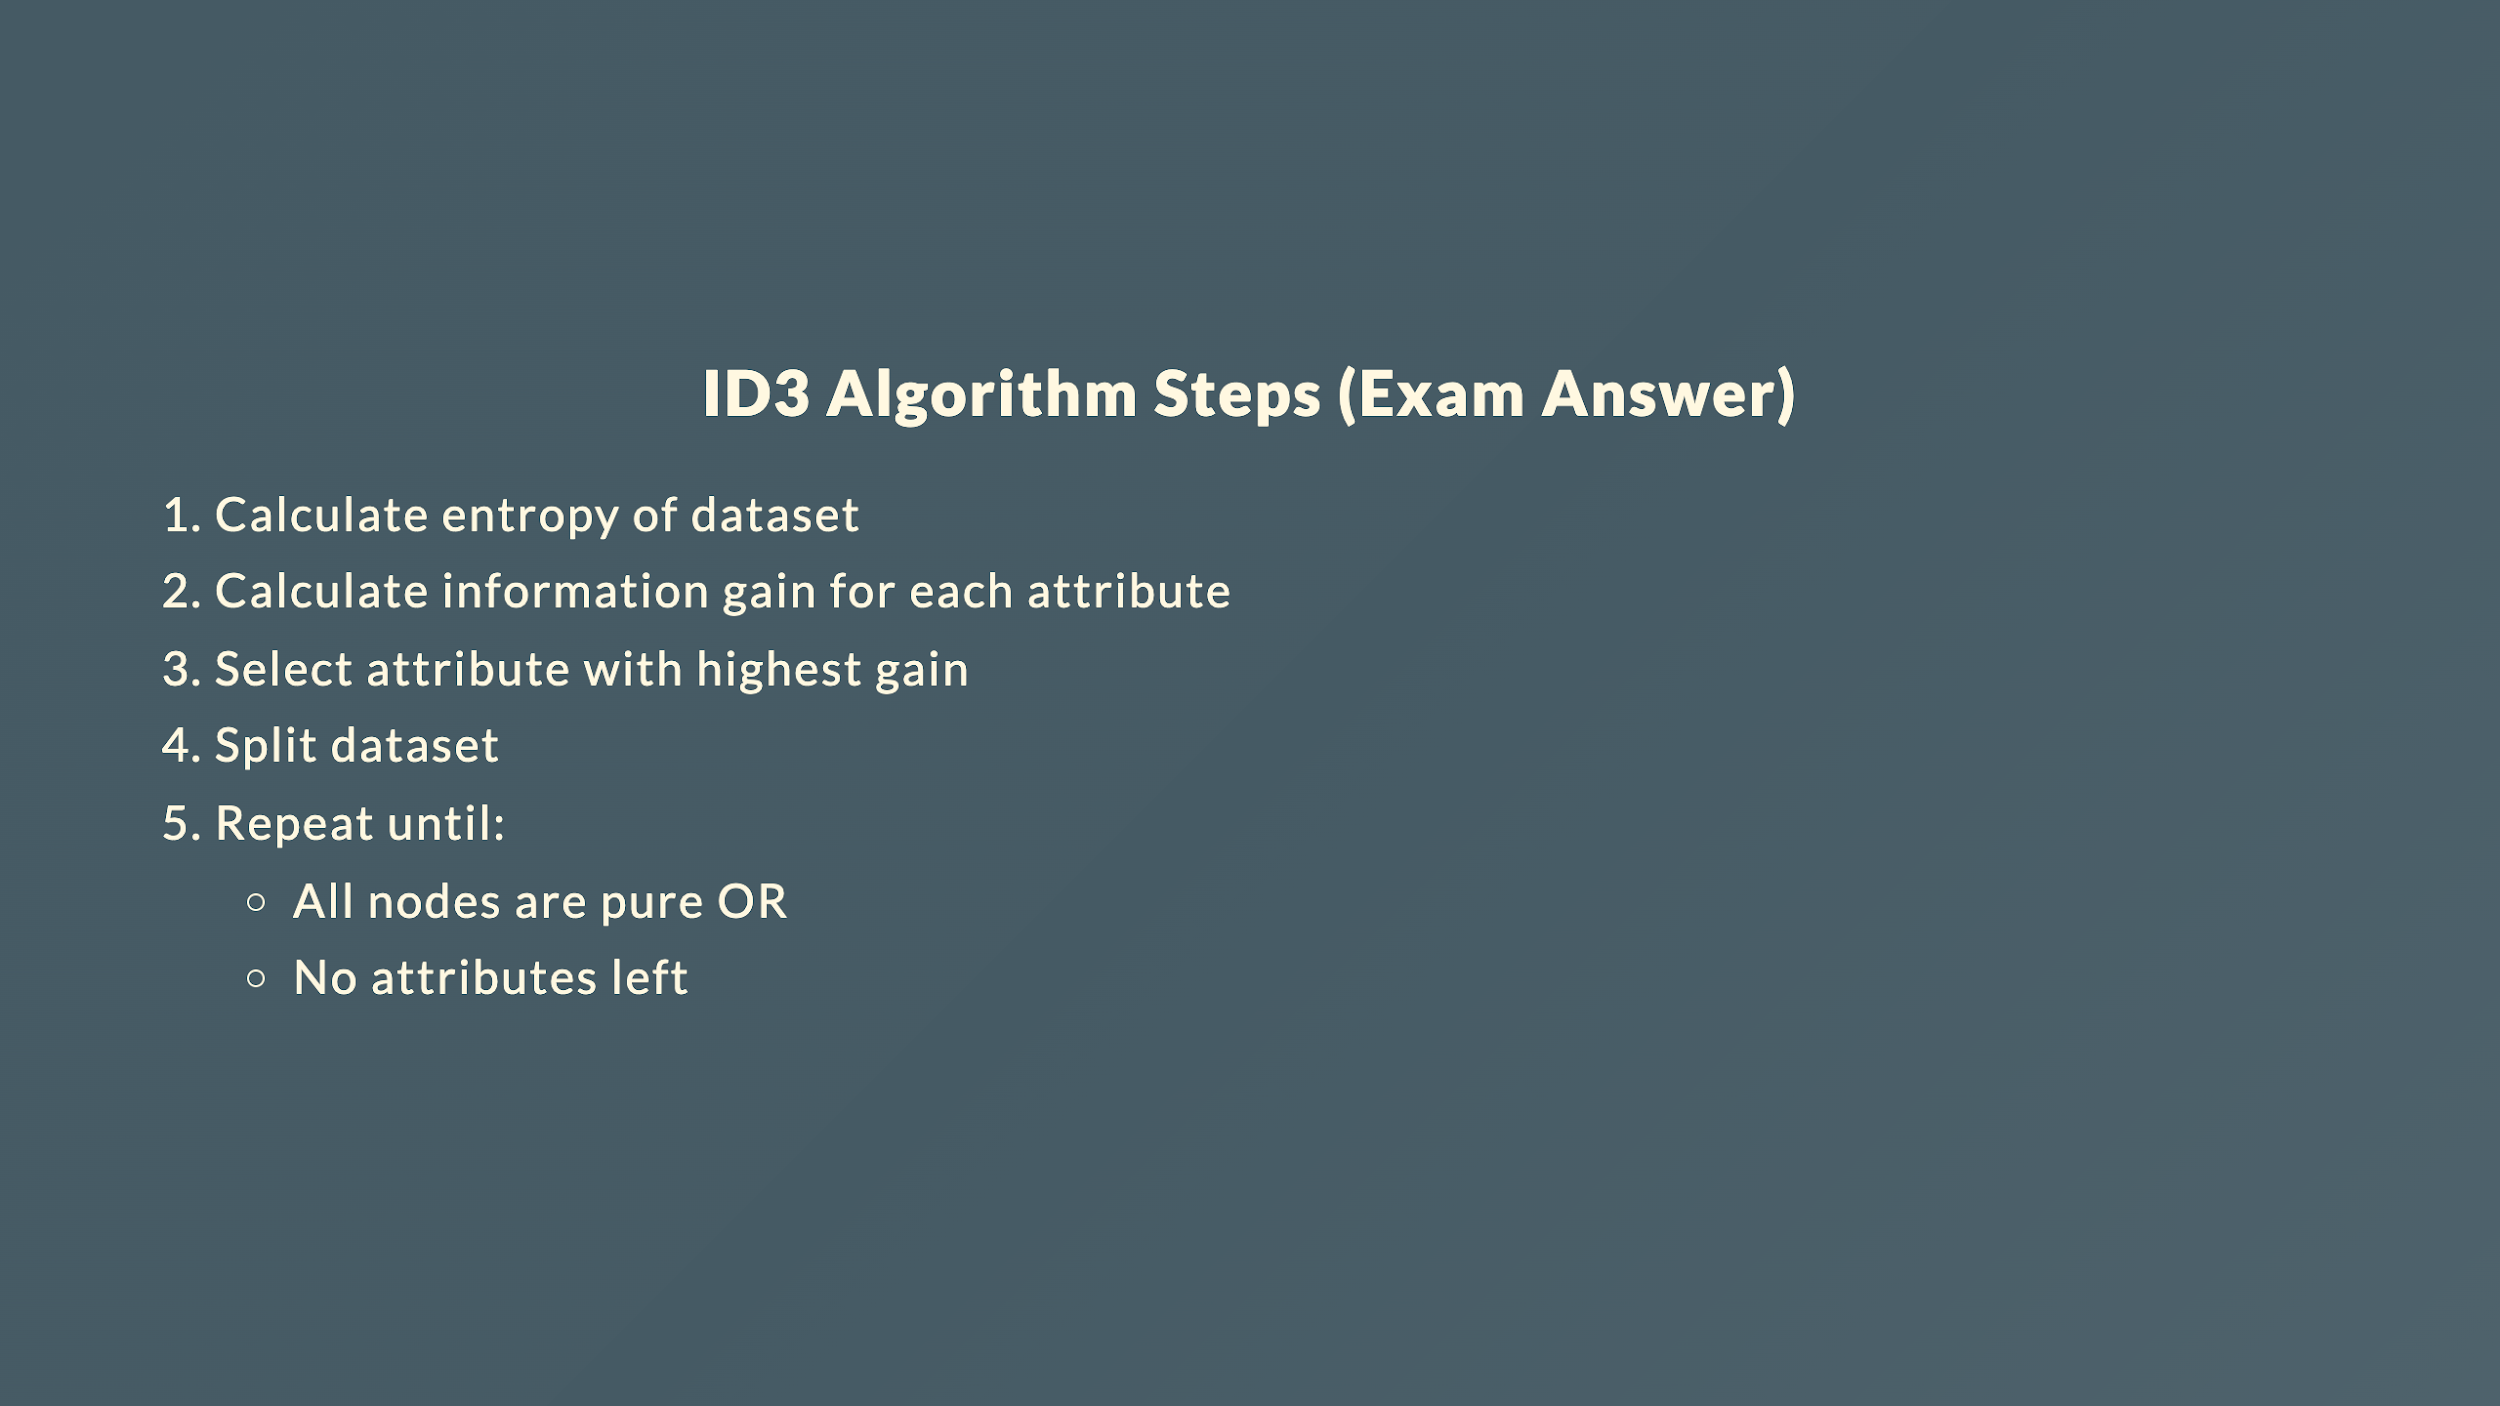 ID3 Algorithm Steps (Exam Answer)
1. Calculate entropy of dataset
2. Calculate information gain for each attribute
3. Select attribute with highest gain
4. Split dataset
5. Repeat until:
○ All nodes are pure OR
○ No attributes left